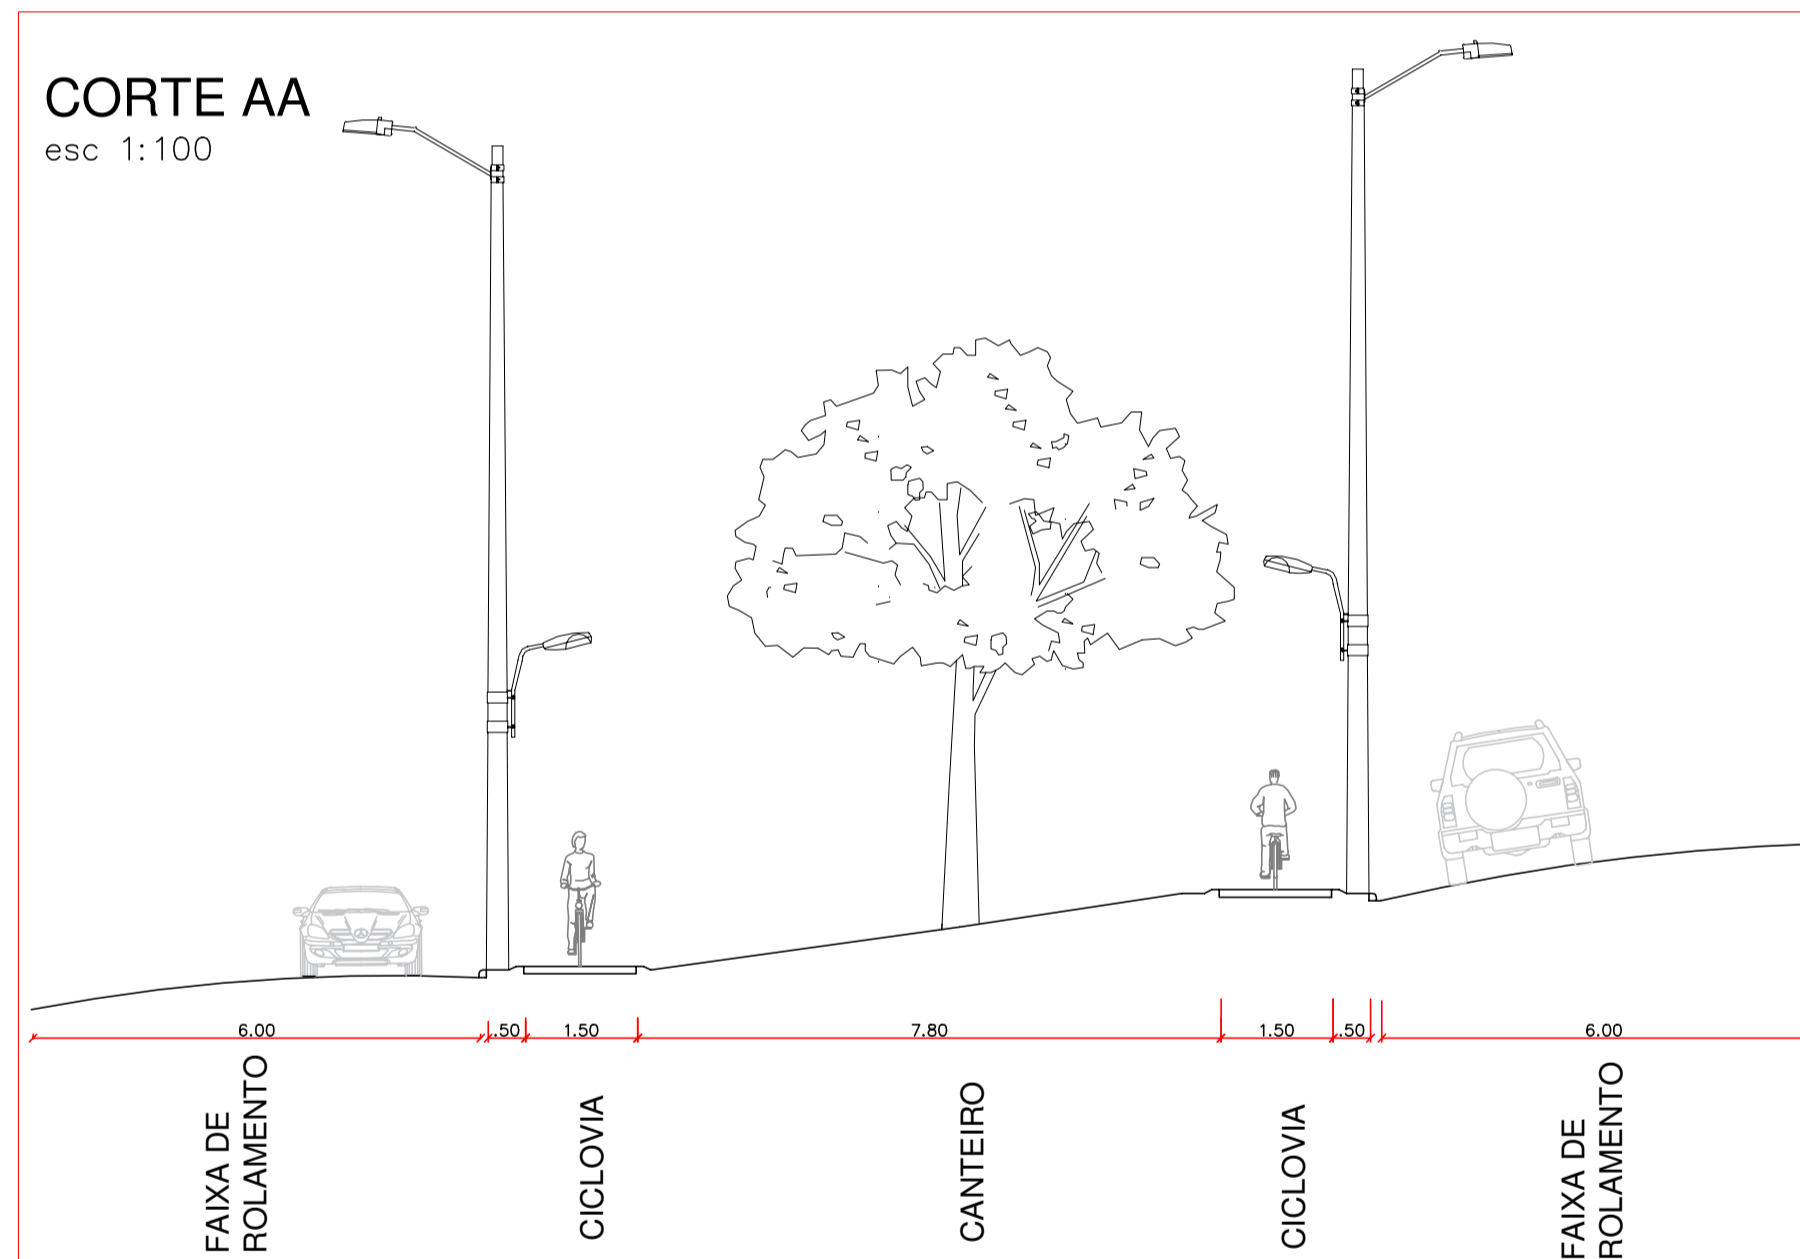 CORTE AA
esc 1:100
6.00 .50 1.50 7.80 1.50 .50 6.00
FAIXA DE
ROLAMENTO
CICLOVIA
CANTEIRO
CICLOVIA
FAIXA DE
ROLAMENTO